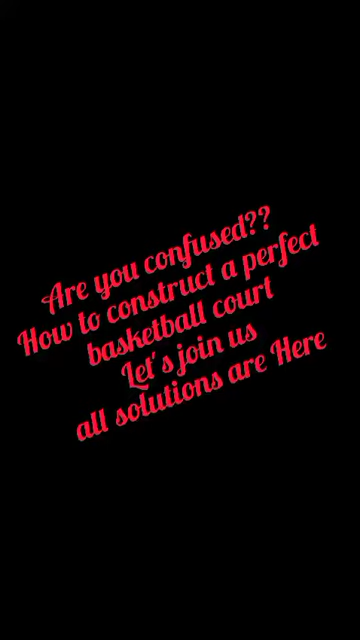 Are you confused??
How to construct a perfect
basketball court
Let's join us
all solutions are Here